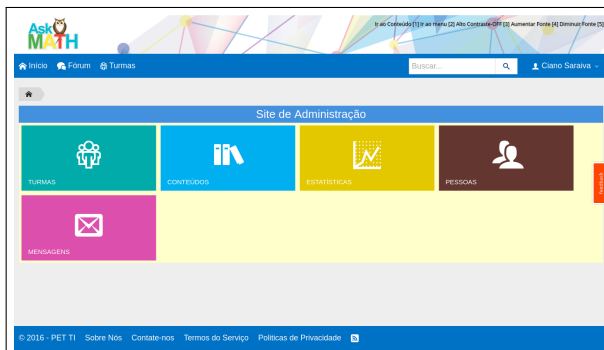 Ask
MATH
Ir ao Conteúdo [1] Ir ao menu [2] Alto Contraste-OFF [3] Aumentar Fonte [4] Diminuir Fonte [5]
Início Fórum Turmas Buscar... Ciano Saraiva
Site de Administração
TURMAS CONTEÚDOS ESTATÍSTICAS PESSOAS
Feedback
MENSAGENS
© 2016 - PET TI Sobre Nós Contate-nos Termos do Serviço Políticas de Privacidade